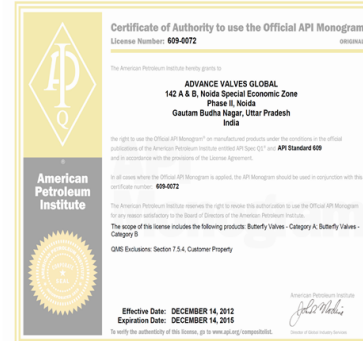 Certificate of Authority to use the Official API Monogram
License Number: 609-0072
ORIGINAL
The American Petroleum Institute hereby grants to
ADVANCE VALVES GLOBAL
142 A & B, Noida Special Economic Zone
Phase II, Noida
Gautam Budha Nagar, Uttar Pradesh
India
the right to use the Official API Monogram® on manufactured products under the conditions in the official
publications of the American Petroleum Institute entitled API Spec Q1® and API Standard 609
and in accordance with the provisions of the License Agreement.
In all cases where the Official API Monogram is applied, the API Monogram should be used in conjunction with this
certificate number: 609-0072
The American Petroleum Institute reserves the right to revoke this authorization to use the Official API Monogram
for any reason satisfactory to the Board of Directors of the American Petroleum Institute.
The scope of this license includes the following products: Butterfly Valves - Category A; Butterfly Valves -
Category B
QMS Exclusions: Section 7.5.4, Customer Property
API
Q
®
American
Petroleum
Institute
American Petroleum Institute
Effective Date: DECEMBER 14, 2012
Expiration Date: DECEMBER 14, 2015
To verify the authenticity of this license, go to www.api.org/compositelist.
Director of Global Industry Services